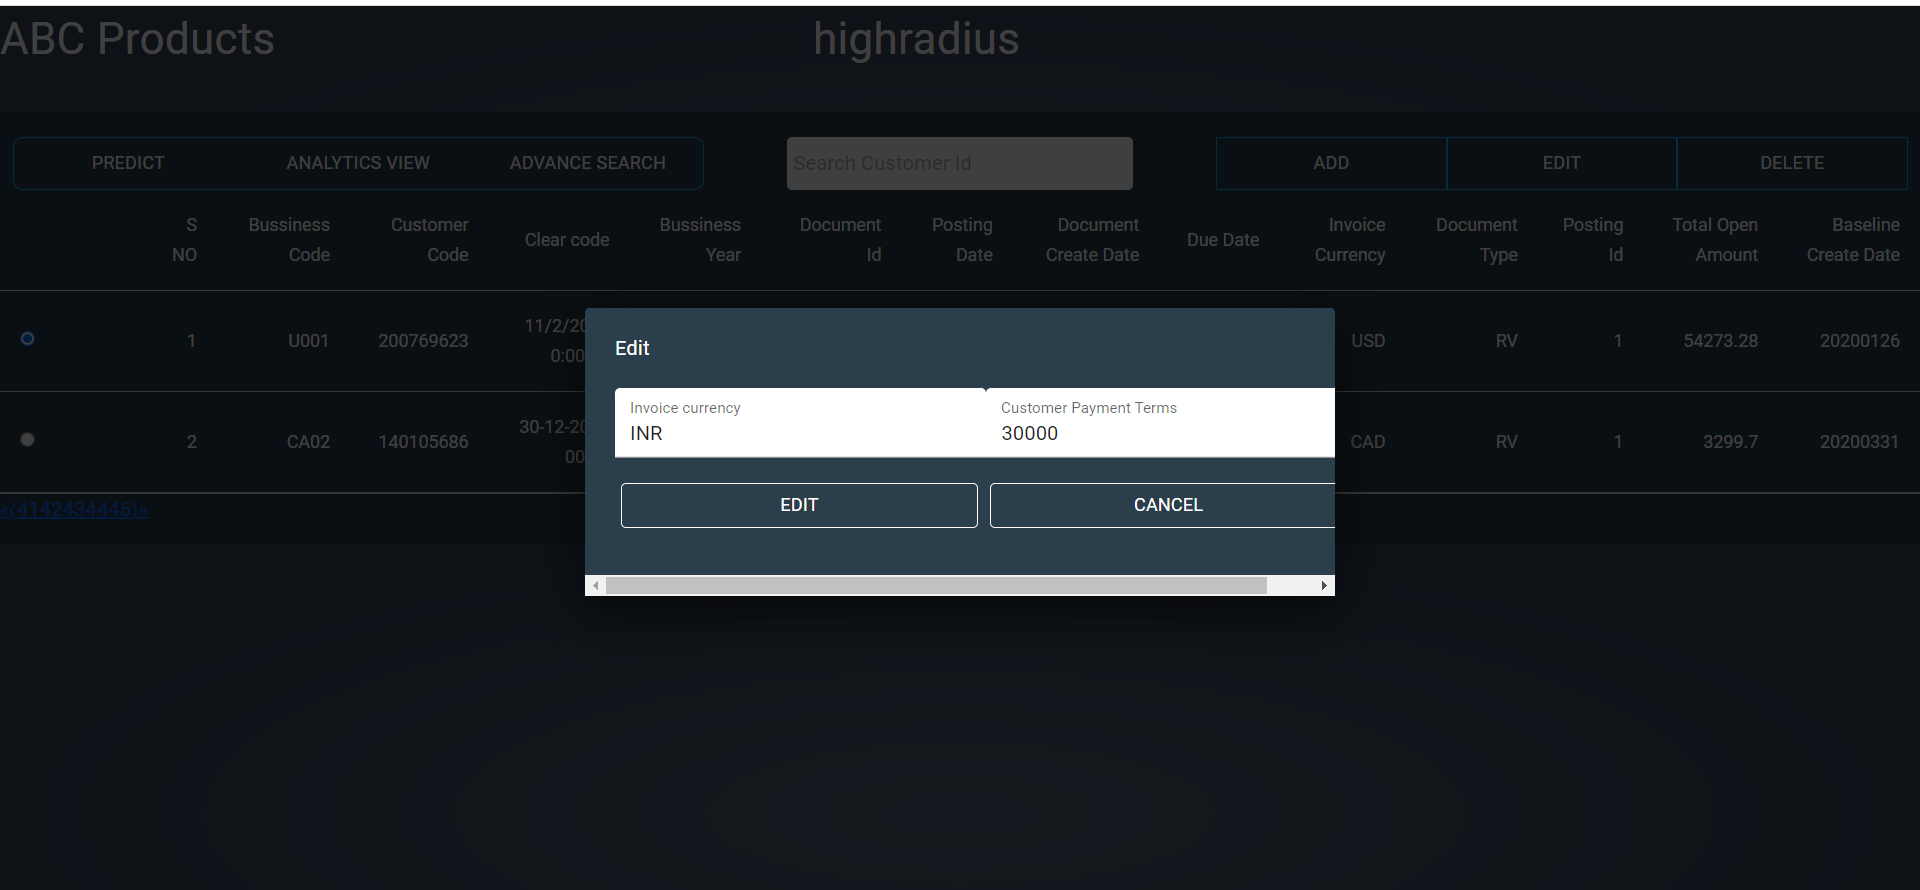 ABC Products highradius
PREDICT ANALYTICS VIEW ADVANCE SEARCH Search Customer Id ADD EDIT DELETE
S NO Bussiness Code Customer Code Clear code Bussiness Year Document Id Posting Date Document Create Date Due Date Invoice Currency Document Type Posting Id Total Open Amount Baseline Create Date
1 U001 200769623 11/2/20 0:00 USD RV 1 54273.28 20200126
2 CA02 140105686 30-12-20 00 CAD RV 1 3299.7 20200331
«(4142434445)»
Edit
Invoice currency Customer Payment Terms
INR 30000
EDIT CANCEL